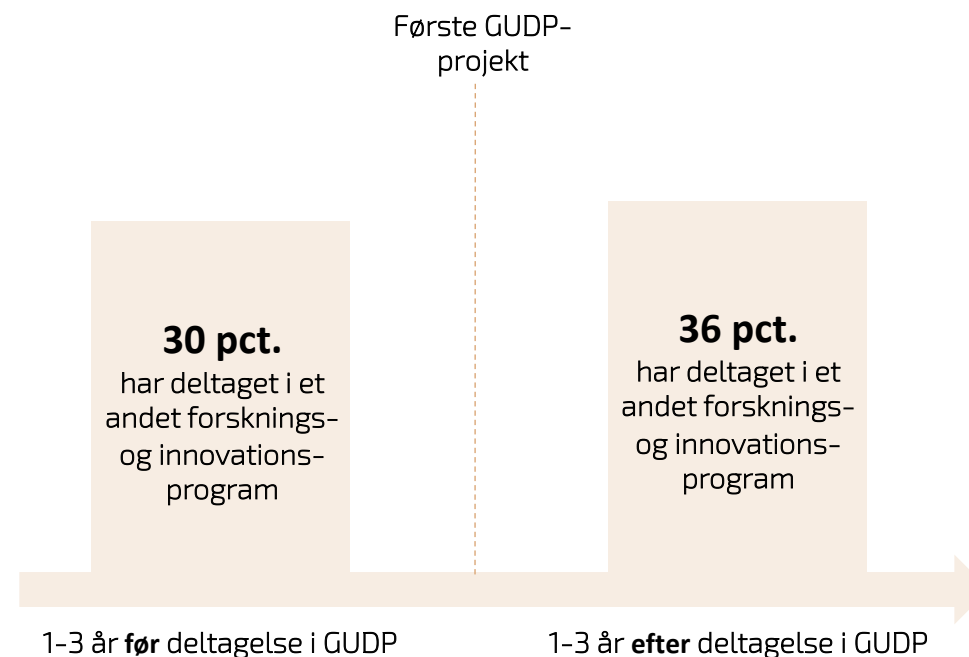 Første GUDP-
projekt
30 pct.
har deltaget i et
andet forsknings-
og innovations-
program
36 pct.
har deltaget i et
andet forsknings-
og innovations-
program
1-3 år før deltagelse i GUDP
1-3 år efter deltagelse i GUDP